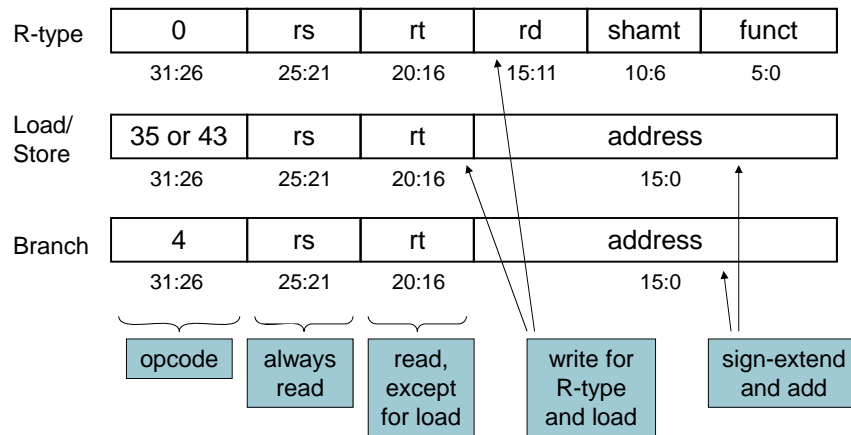 R-type 0 rs rt rd shamt funct
31:26 25:21 20:16 15:11 10:6 5:0
Load/
Store 35 or 43 rs rt address
31:26 25:21 20:16 15:0
Branch 4 rs rt address
31:26 25:21 20:16 15:0
opcode
always
read
read,
except
for load
write for
R-type
and load
sign-extend
and add